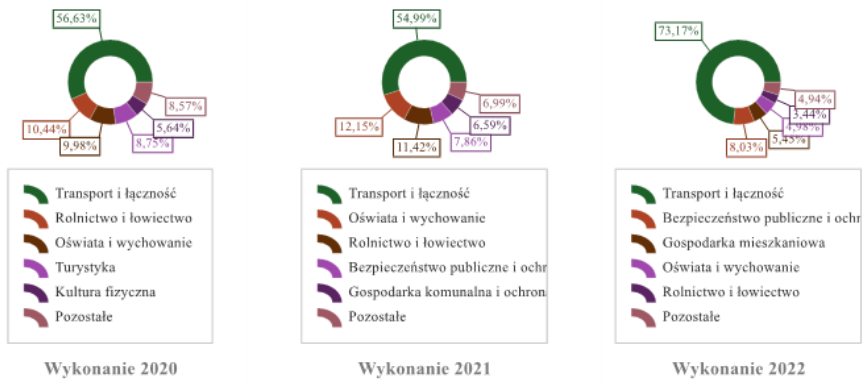 56,63%
8,57%
5,64%
8,75%
9,98%
10,44%
Transport i łączność
Rolnictwo i łowiectwo
Oświata i wychowanie
Turystyka
Kultura fizyczna
Pozostałe
Wykonanie 2020
54,99%
6,99%
6,59%
7,86%
11,42%
12,15%
Transport i łączność
Oświata i wychowanie
Rolnictwo i łowiectwo
Bezpieczeństwo publiczne i ochr
Gospodarka komunalna i ochron
Pozostałe
Wykonanie 2021
73,17%
4,94%
3,44%
4,98%
5,45%
8,03%
Transport i łączność
Bezpieczeństwo publiczne i ochr
Gospodarka mieszkaniowa
Oświata i wychowanie
Rolnictwo i łowiectwo
Pozostałe
Wykonanie 2022